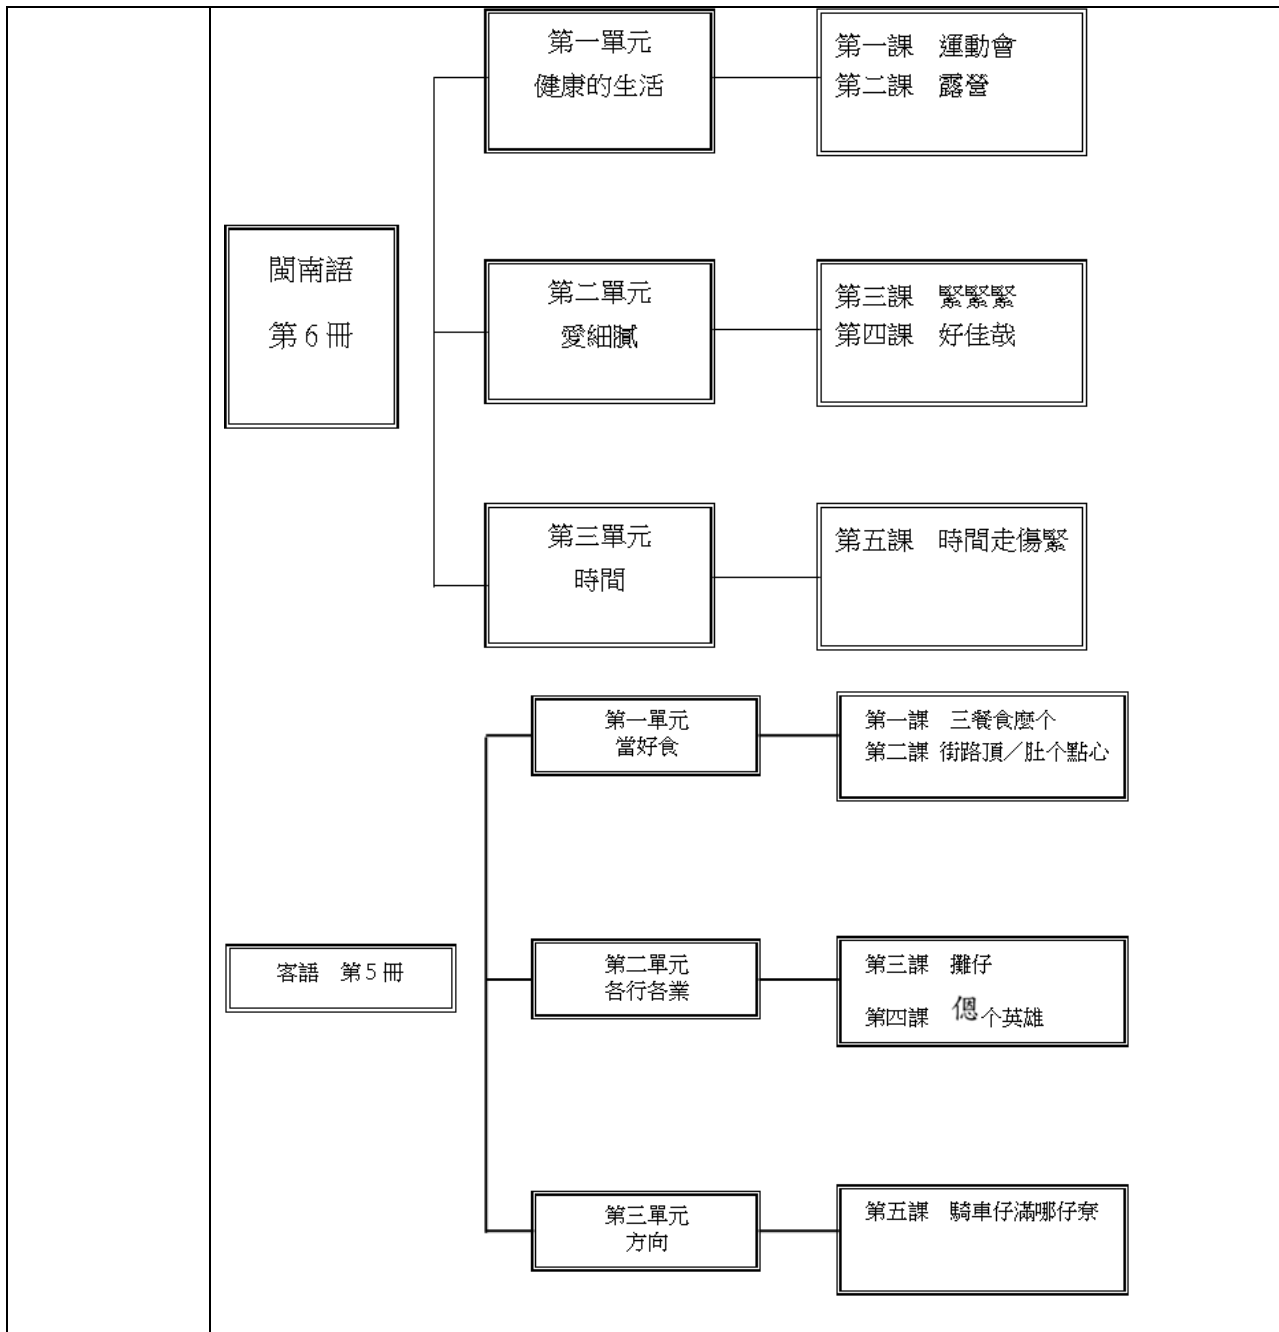 閩南語
第6冊
第一單元
健康的生活
第一課 運動會
第二課 露營
第二單元
愛細膩
第三課 緊緊緊
第四課 好佳哉
第三單元
時間
第五課 時間走傷緊
客語 第5冊
第一單元
當好食
第一課 三餐食麼个
第二課 街路頂／肚个點心
第二單元
各行各業
第三課 攤仔
第四課 𠊎个英雄
第三單元
方向
第五課 騎車仔滿哪仔尞